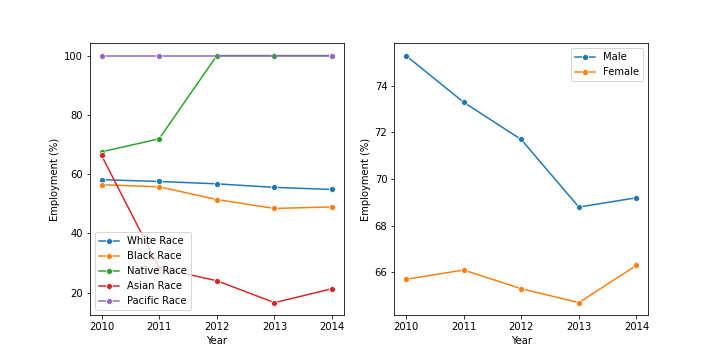 100
80
60
40
20
Employment (%)
White Race
Black Race
Native Race
Asian Race
Pacific Race
2010 2011 2012 2013 2014
Year
74
72
70
68
66
Employment (%)
Male
Female
2010 2011 2012 2013 2014
Year